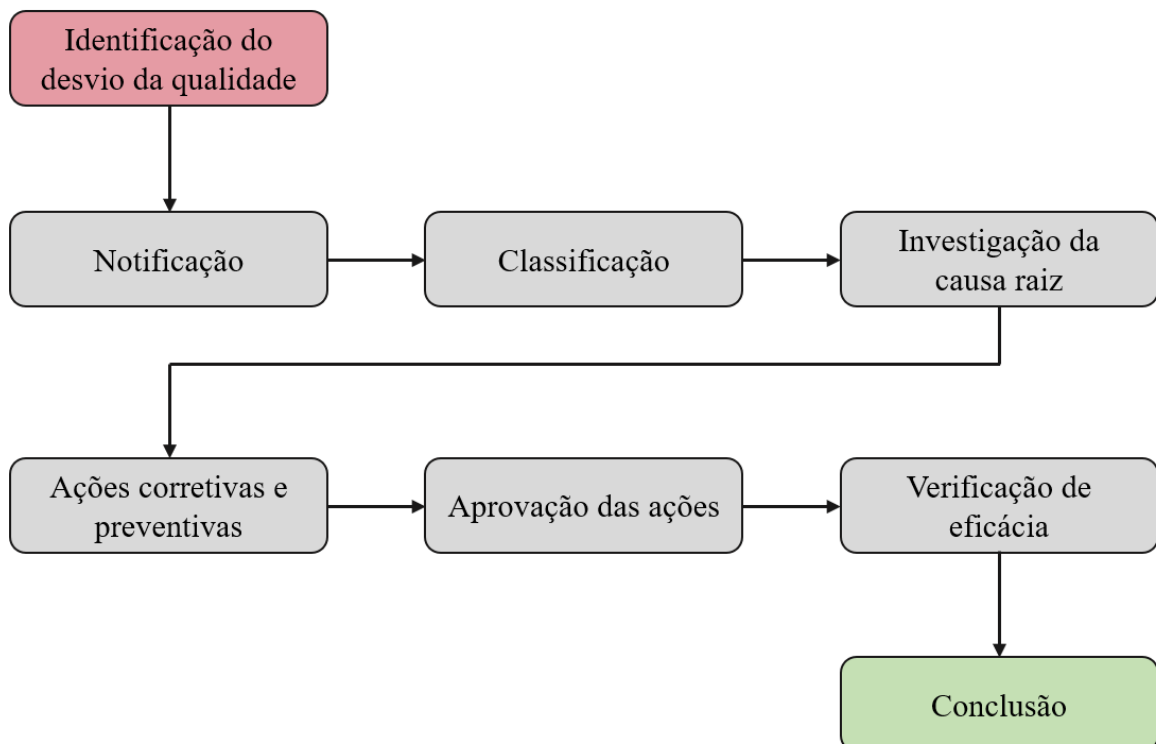 Identificação do
desvio da qualidade
Notificação
Classificação
Investigação da
causa raiz
Ações corretivas e
preventivas
Aprovação das ações
Verificação de
eficácia
Conclusão